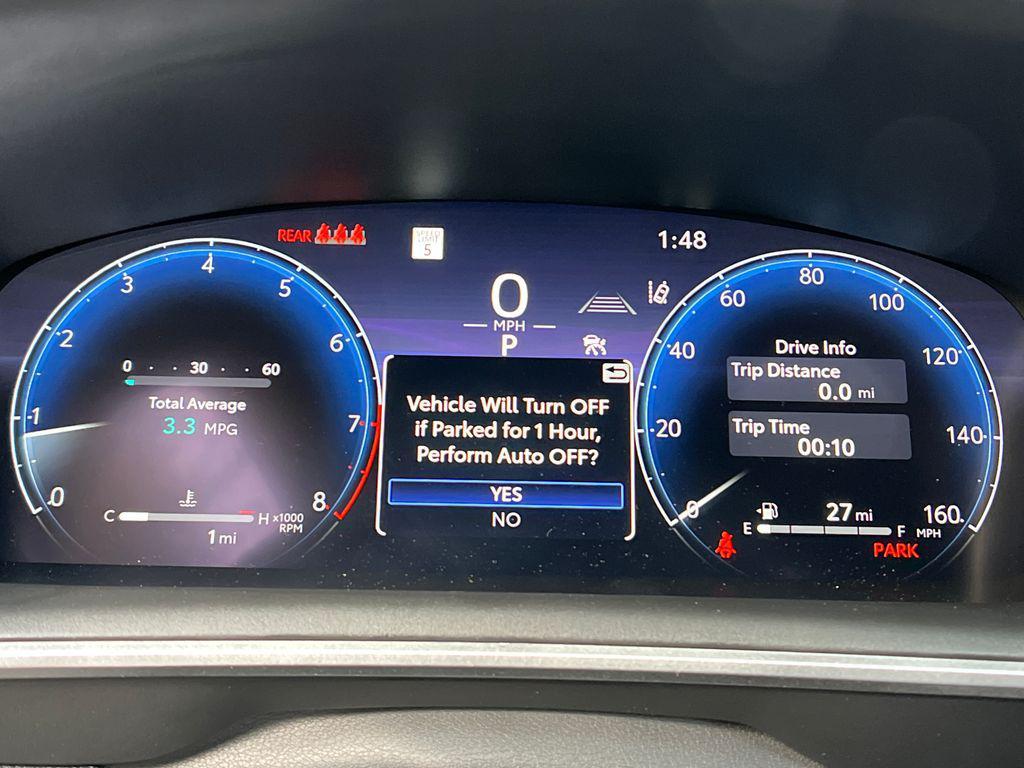 REAR
SPEED
LIMIT
5
1:48
0
MPH
P
0
1
2
3
4
5
6
7
8
x1000
RPM
0 · · 30 · · 60
Total Average
3.3 MPG
C H
1 mi
Vehicle Will Turn OFF
if Parked for 1 Hour,
Perform Auto OFF?
YES
NO
0
20
40
60
80
100
120
140
160
MPH
Drive Info
Trip Distance
0.0 mi
Trip Time
00:10
27 mi
E F
PARK